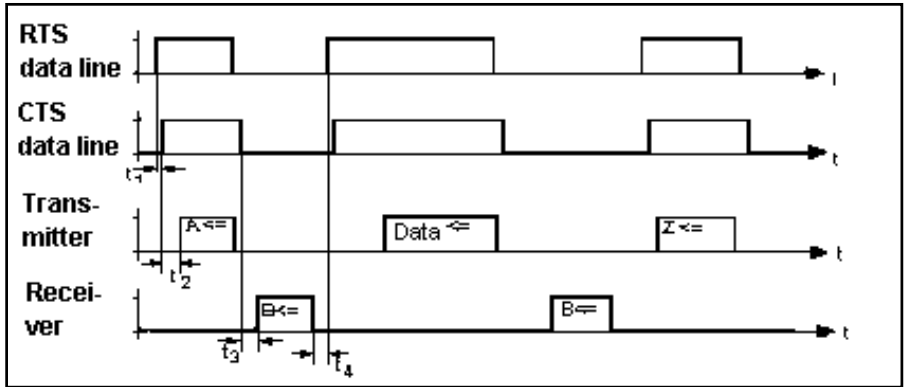 RTS
data line
t
CTS
data line
t
t1
Trans-
mitter
A<=
Data <=
Z<=
t
t2
Recei-
ver
B<=
B<=
t
t3
t4